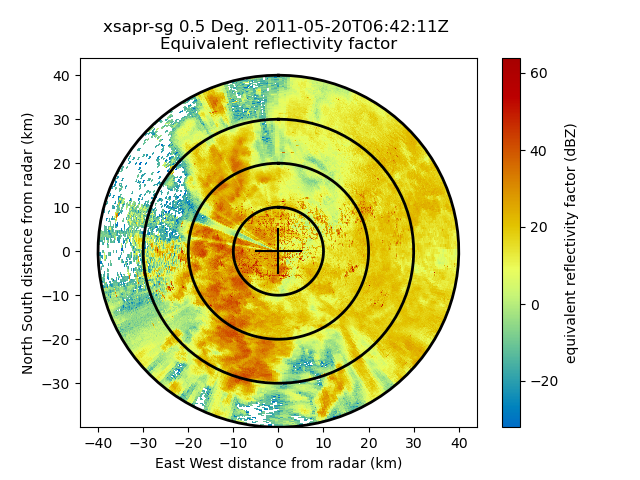 xsapr-sg 0.5 Deg. 2011-05-20T06:42:11Z
Equivalent reflectivity factor
40
30
20
10
0
−10
−20
−30
North South distance from radar (km)
−40 −30 −20 −10 0 10 20 30 40
East West distance from radar (km)
60
40
20
0
−20
equivalent reflectivity factor (dBZ)